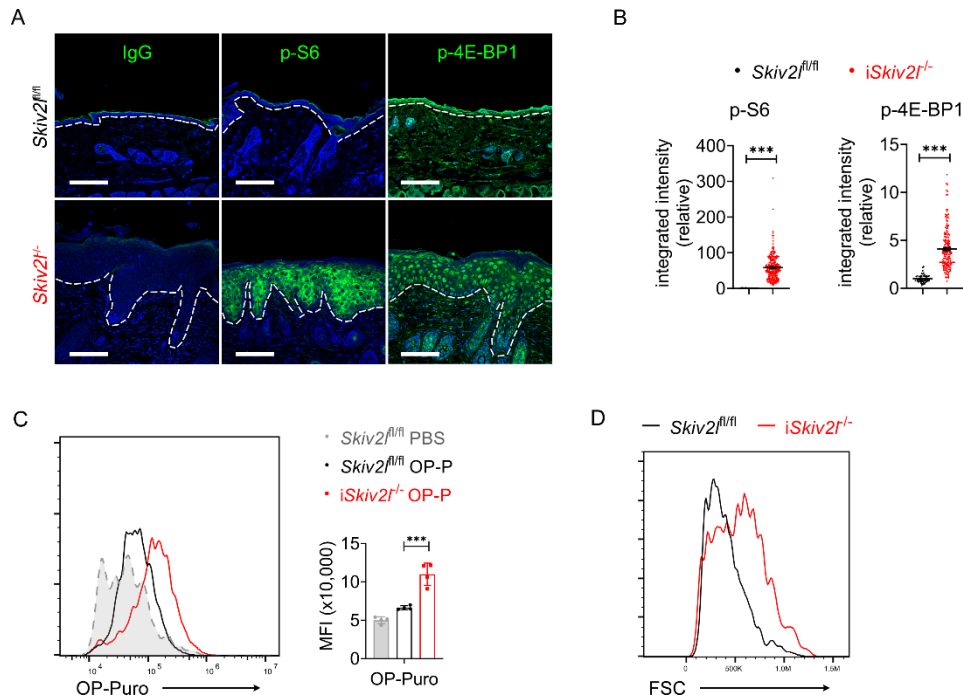 A
IgG
p-S6
p-4E-BP1
Skiv2l^fl/fl
Skiv2l^-/-
B
Skiv2l^fl/fl
iSkiv2l^-/-
p-S6
p-4E-BP1
integrated intensity
(relative)
400
300
200
100
0
***
integrated intensity
(relative)
15
10
5
0
***
C
Skiv2l^fl/fl PBS
Skiv2l^fl/fl OP-P
iSkiv2l^-/- OP-P
10^4
10^5
10^6
10^7
OP-Puro
MFI (x10,000)
15
10
5
0
***
OP-Puro
D
Skiv2l^fl/fl
iSkiv2l^-/-
0
600K
1.0M
1.5M
FSC